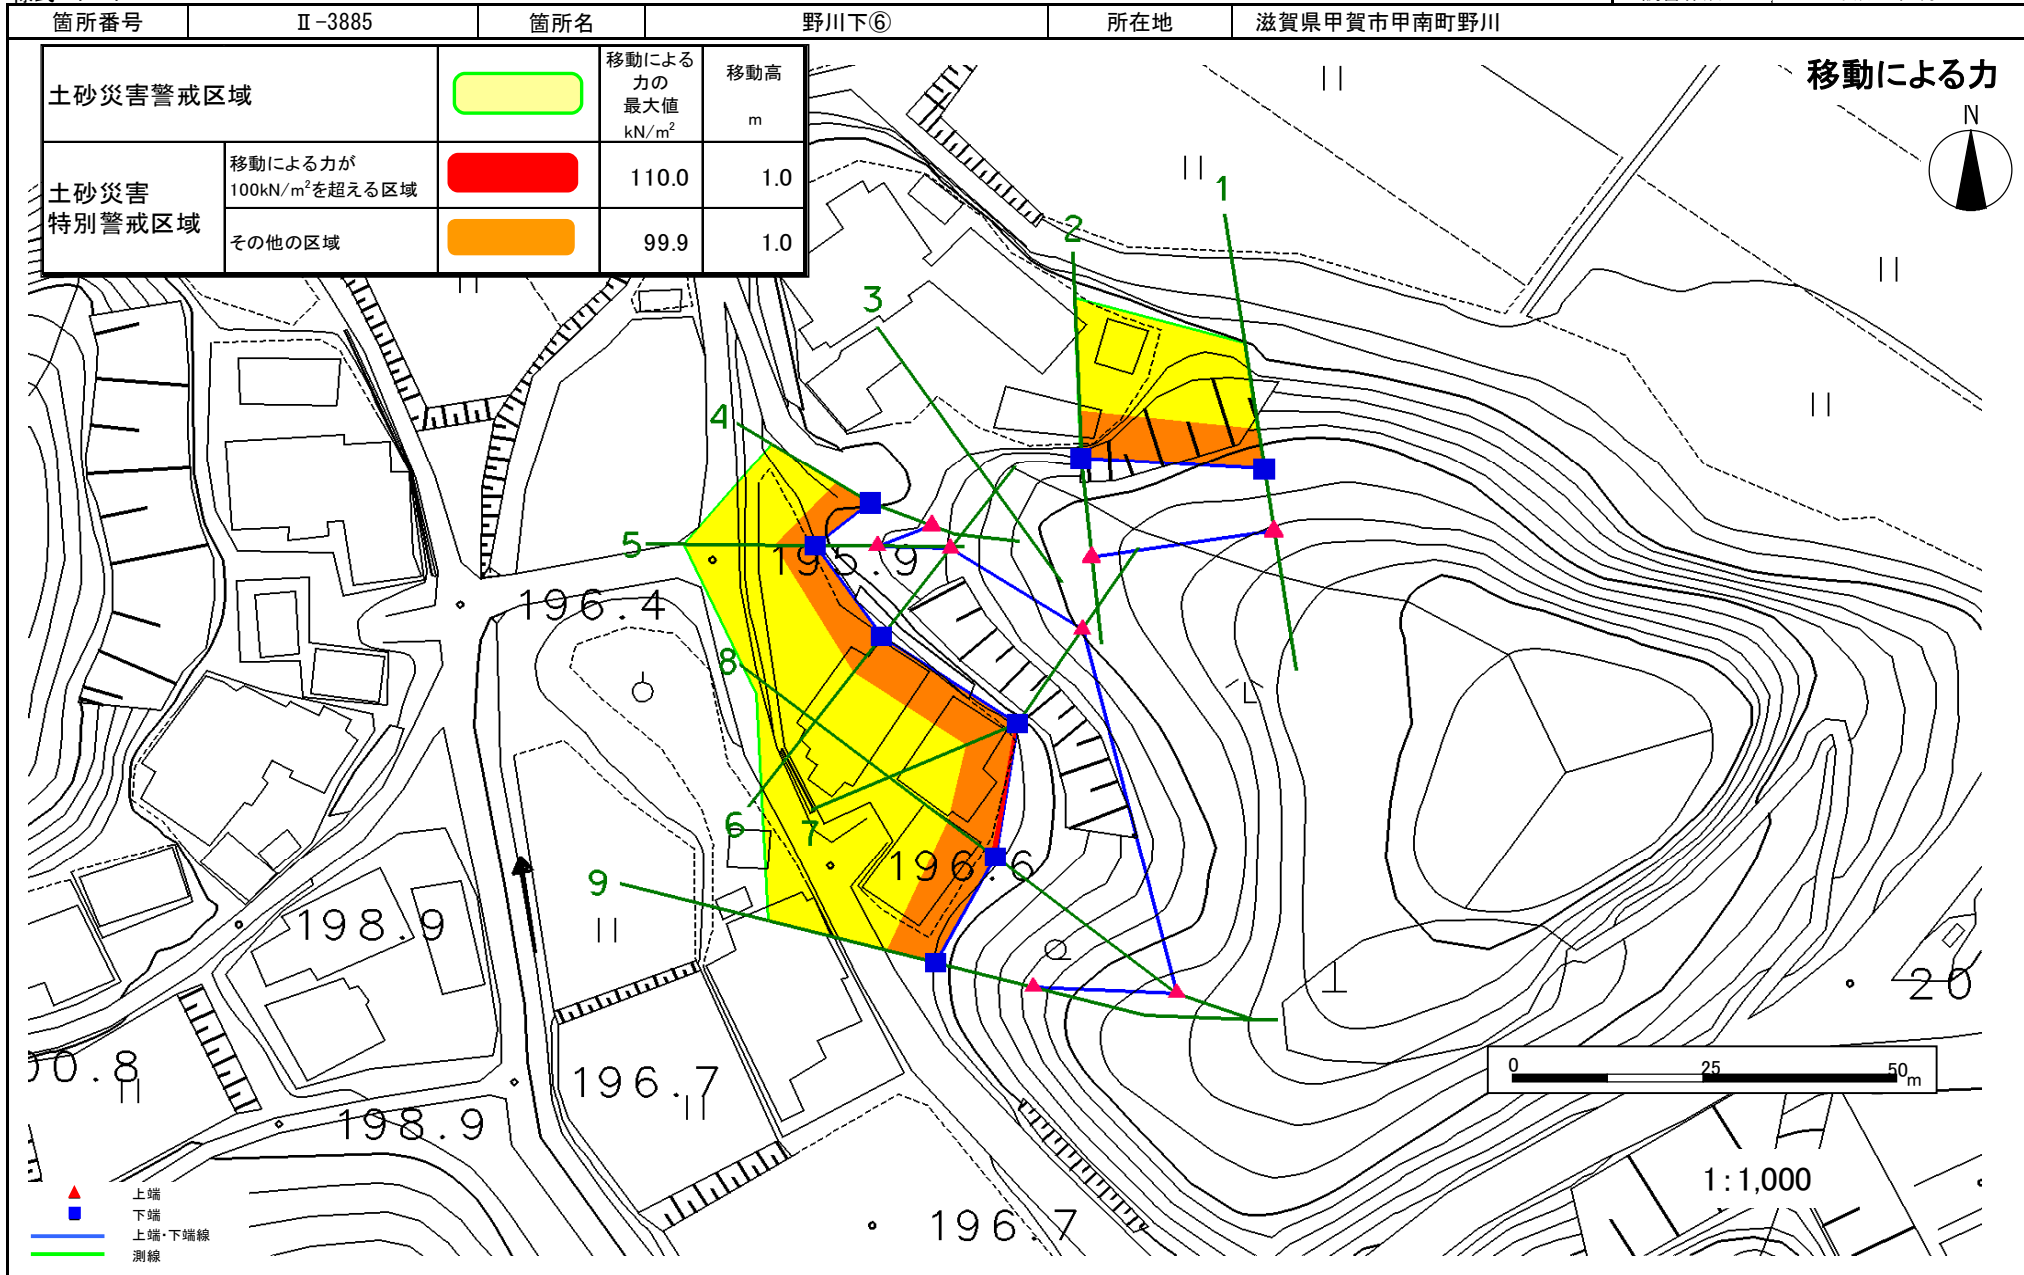 箇所番号 Ⅱ-3885 箇所名 野川下⑥ 所在地 滋賀県甲賀市甲南町野川
移動による力
土砂災害警戒区域
移動による
力の
最大値
kN/m²
移動高
m
土砂災害
特別警戒区域
移動による力が
100kN/m²を超える区域
110.0 1.0
その他の区域
99.9 1.0
N
1
2
3
4
5
6
7
8
9
195.9
196.4
196.6
198.9
196.7
198.9
196.7
20
00.8
0 25 50m
1:1,000
上端
下端
上端・下端線
測線